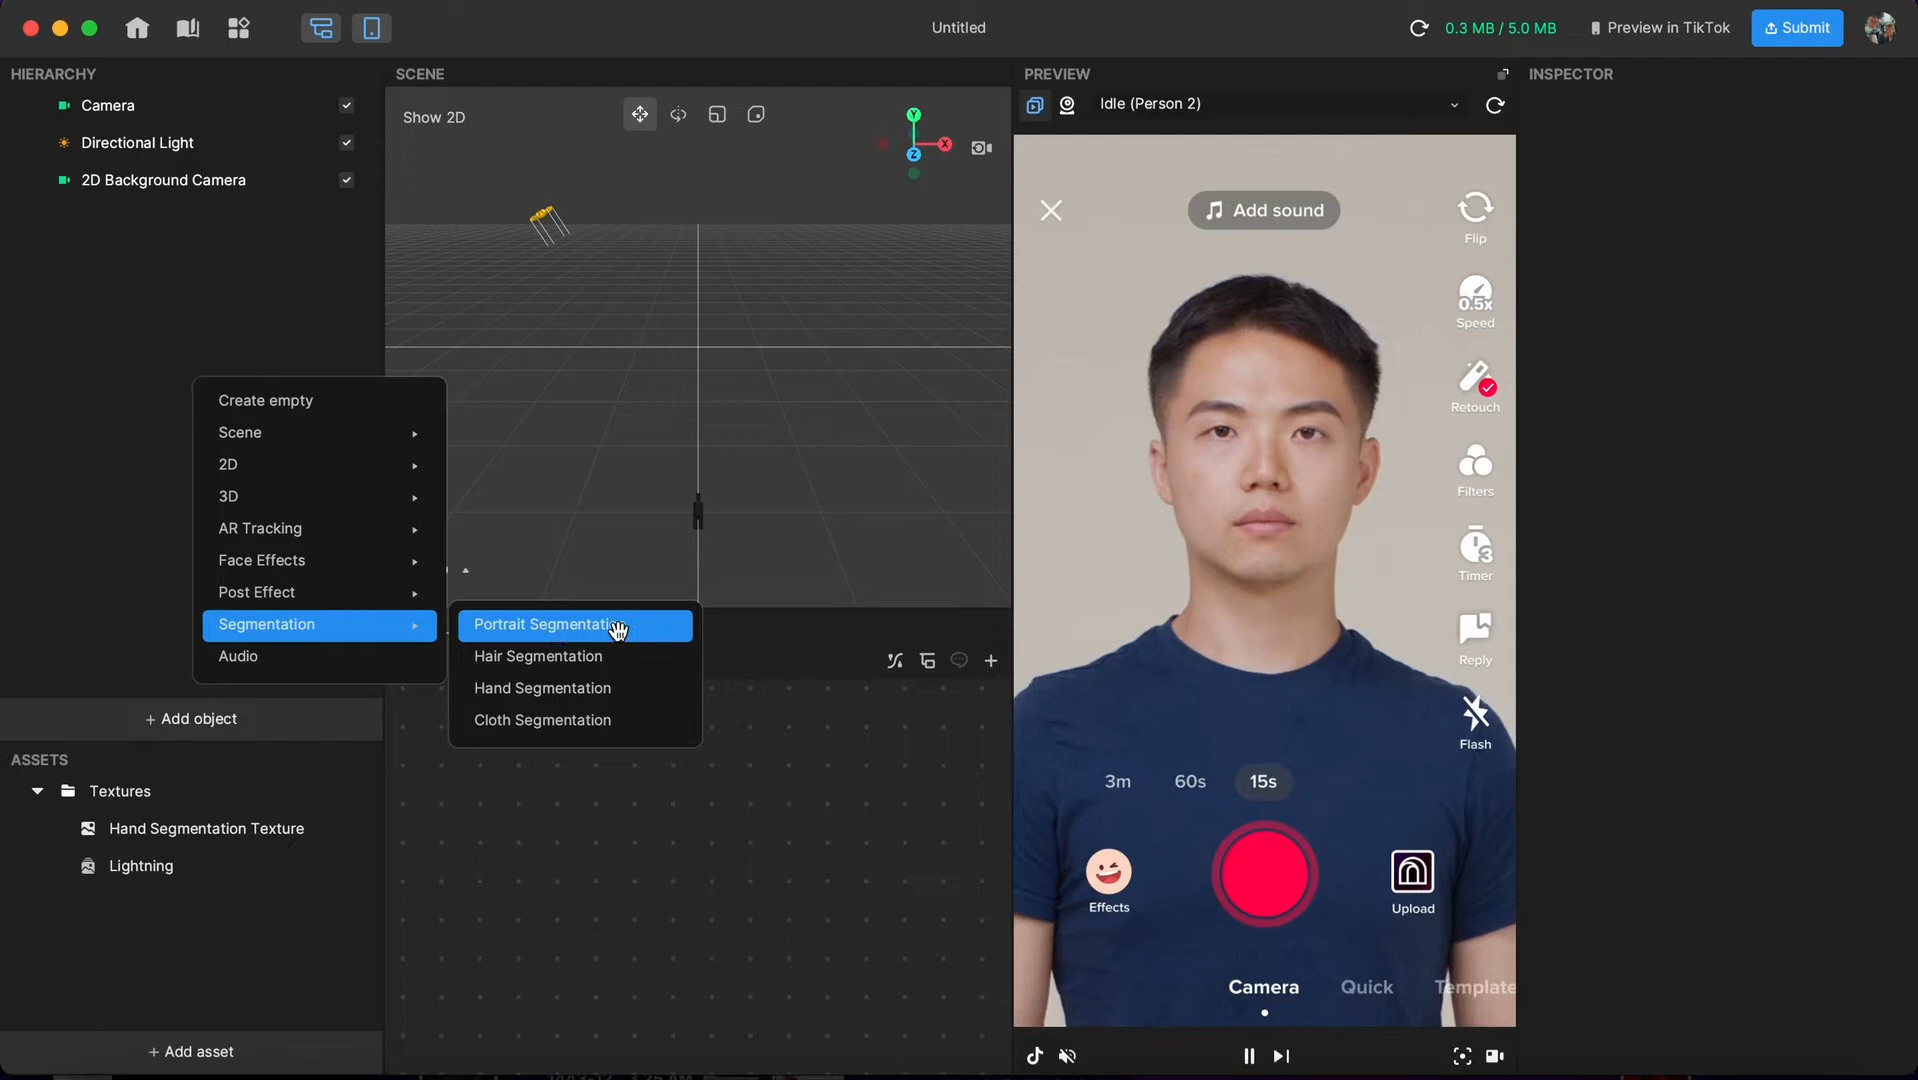 Untitled
0.3 MB / 5.0 MB
Preview in TikTok
Submit
HIERARCHY
Camera
Directional Light
2D Background Camera
Create empty
Scene
2D
3D
AR Tracking
Face Effects
Post Effect
Segmentation
Audio
Portrait Segmentati
Hair Segmentation
Hand Segmentation
Cloth Segmentation
+ Add object
ASSETS
Textures
Hand Segmentation Texture
Lightning
+ Add asset
SCENE
Show 2D
Y
X
Z
PREVIEW
Idle (Person 2)
Add sound
Flip
0.5x
Speed
Retouch
Filters
3
Timer
Reply
Flash
3m
60s
15s
Effects
Upload
Camera
Quick
Template
INSPECTOR